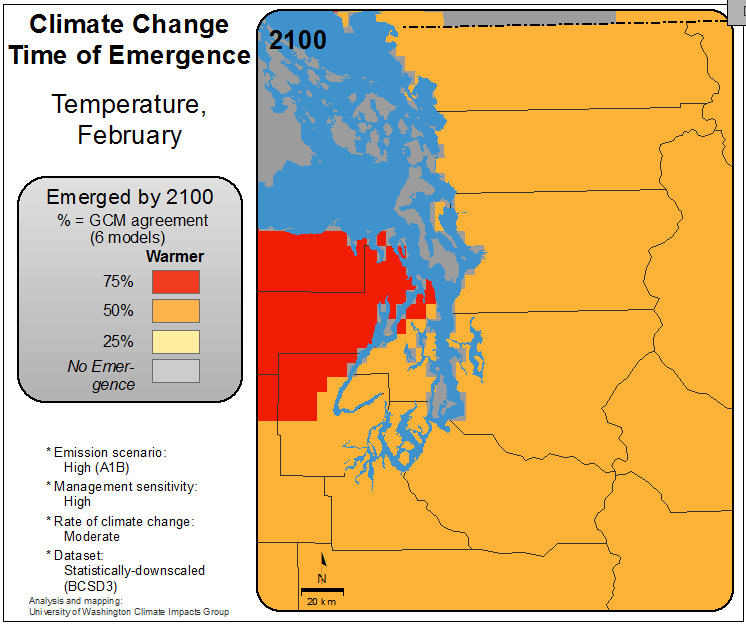 Climate Change
Time of Emergence
Temperature,
February
Emerged by 2100
% = GCM agreement
(6 models)
Warmer
75%
50%
25%
No Emer-
gence
* Emission scenario:
High (A1B)
* Management sensitivity:
High
* Rate of climate change:
Moderate
* Dataset:
Statistically-downscaled
(BCSD3)
Analysis and mapping:
University of Washington Climate Impacts Group
2100
N
20 km